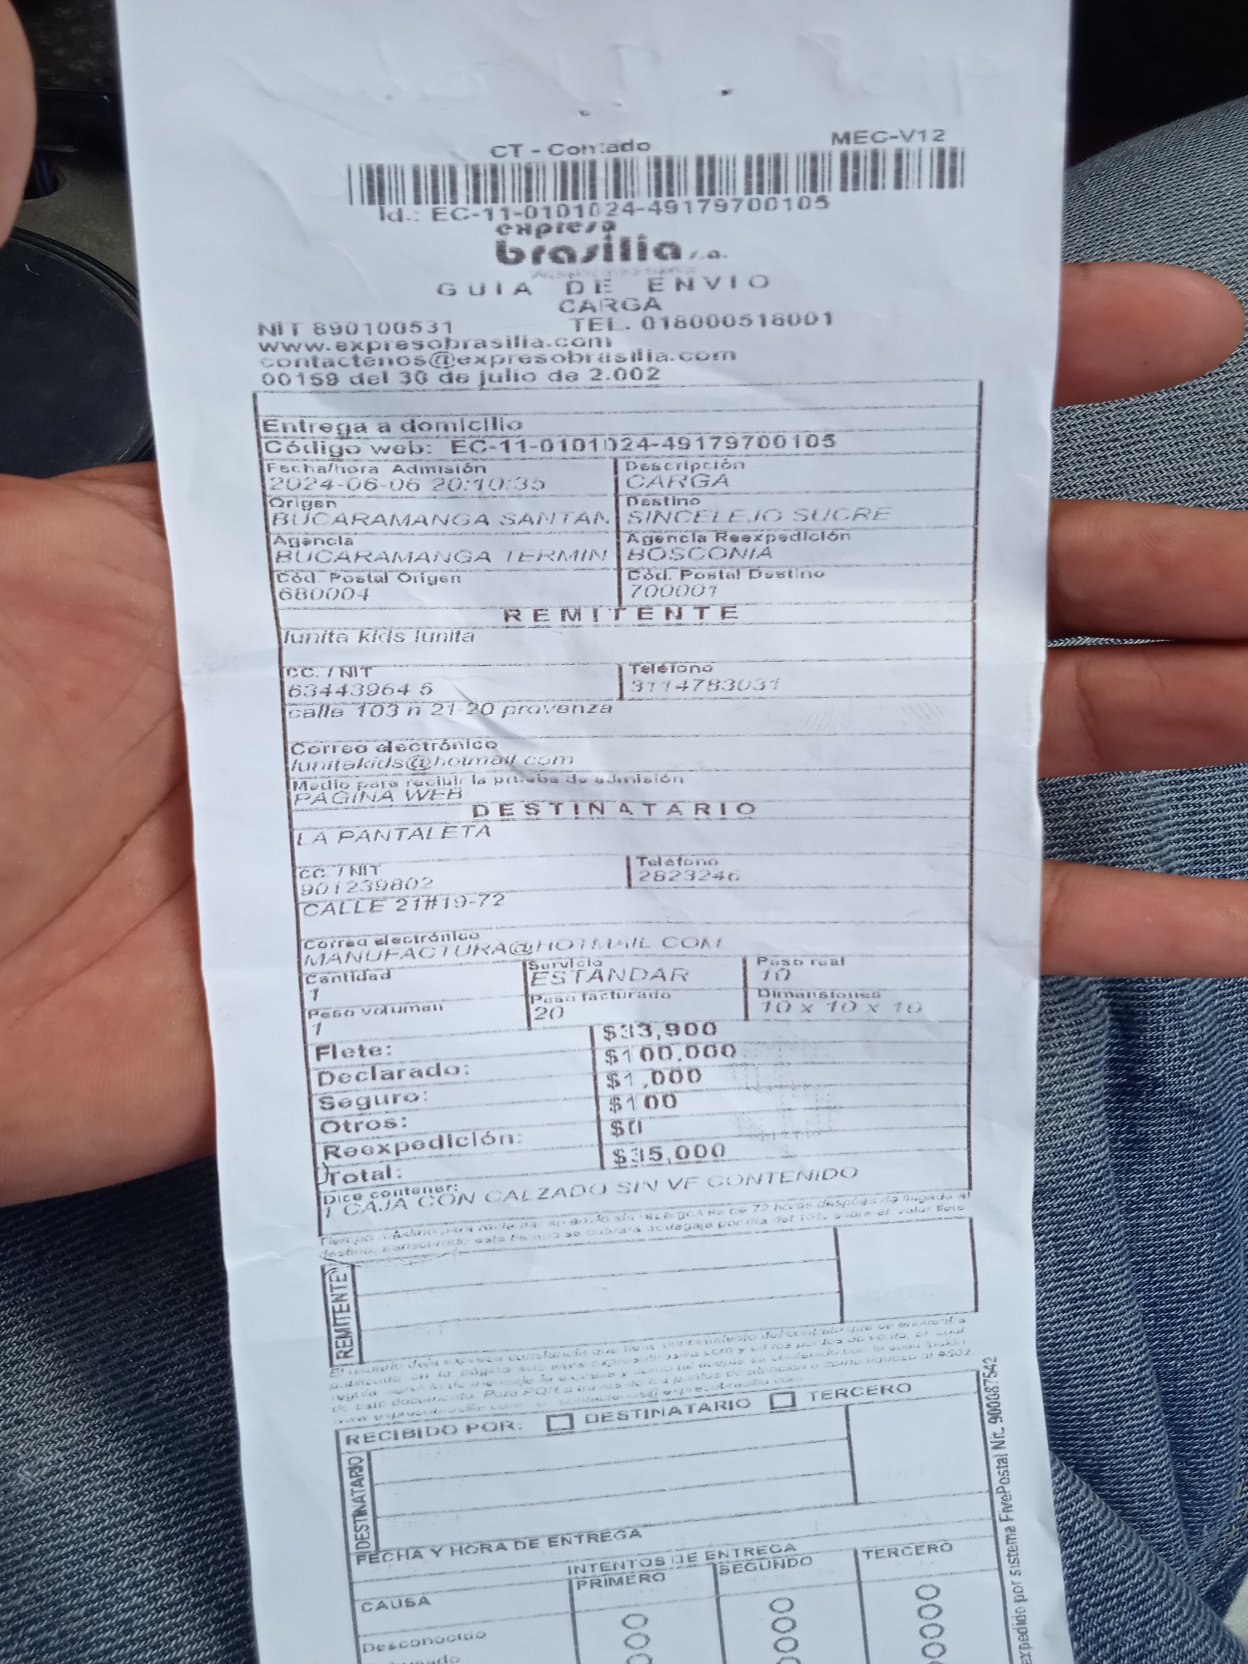 CT - Contado MEC-V12
Id.: EC-11-0101024-49179700105
expreso
brasilia s.a.
GUIA DE ENVIO
CARGA
NIT 890100531 TEL. 018000518001
www.expresobrasilia.com
contactenos@expresobrasilia.com
00159 del 30 de julio de 2.002
Entrega a domicilio
Código web: EC-11-0101024-49179700105
Fecha/hora Admisión Descripción
2024-06-06 20:10:35 CARGA
Origen Destino
BUCARAMANGA SANTAN SINCELEJO SUCRE
Agencia Agencia Reexpedición
BUCARAMANGA TERMIN BOSCONIA
Cód. Postal Origen Cód. Postal Destino
680004 700001
REMITENTE
lunita kids lunita
CC. / NIT Teléfono
63443964 5 3114783031
calle 103 n 21-20 provenza
Correo electrónico
lunitakids@hotmail.com
Medio para recibir la prueba de admisión
PAGINA WEB
DESTINATARIO
LA PANTALETA
CC. / NIT Teléfono
901239802 2823246
CALLE 21#19-72
Correo electrónico
MANUFACTURA@HOTMAIL.COM
Cantidad Servicio Peso real
1 ESTANDAR 10
Peso volumen Peso facturado Dimensiones
1 20 10 x 10 x 10
Flete: $33,900
Declarado: $100,000
Seguro: $1,000
Otros: $100
Reexpedición: $0
Total: $35,000
Dice contener:
1 CAJA CON CALZADO SIN VF CONTENIDO
REMITENTE
RECIBIDO POR: DESTINATARIO TERCERO
DESTINATARIO
FECHA Y HORA DE ENTREGA
INTENTOS DE ENTREGA
CAUSA PRIMERO SEGUNDO TERCERO
Desconocido
expedido por sistema FivePostal Nit. 900087542